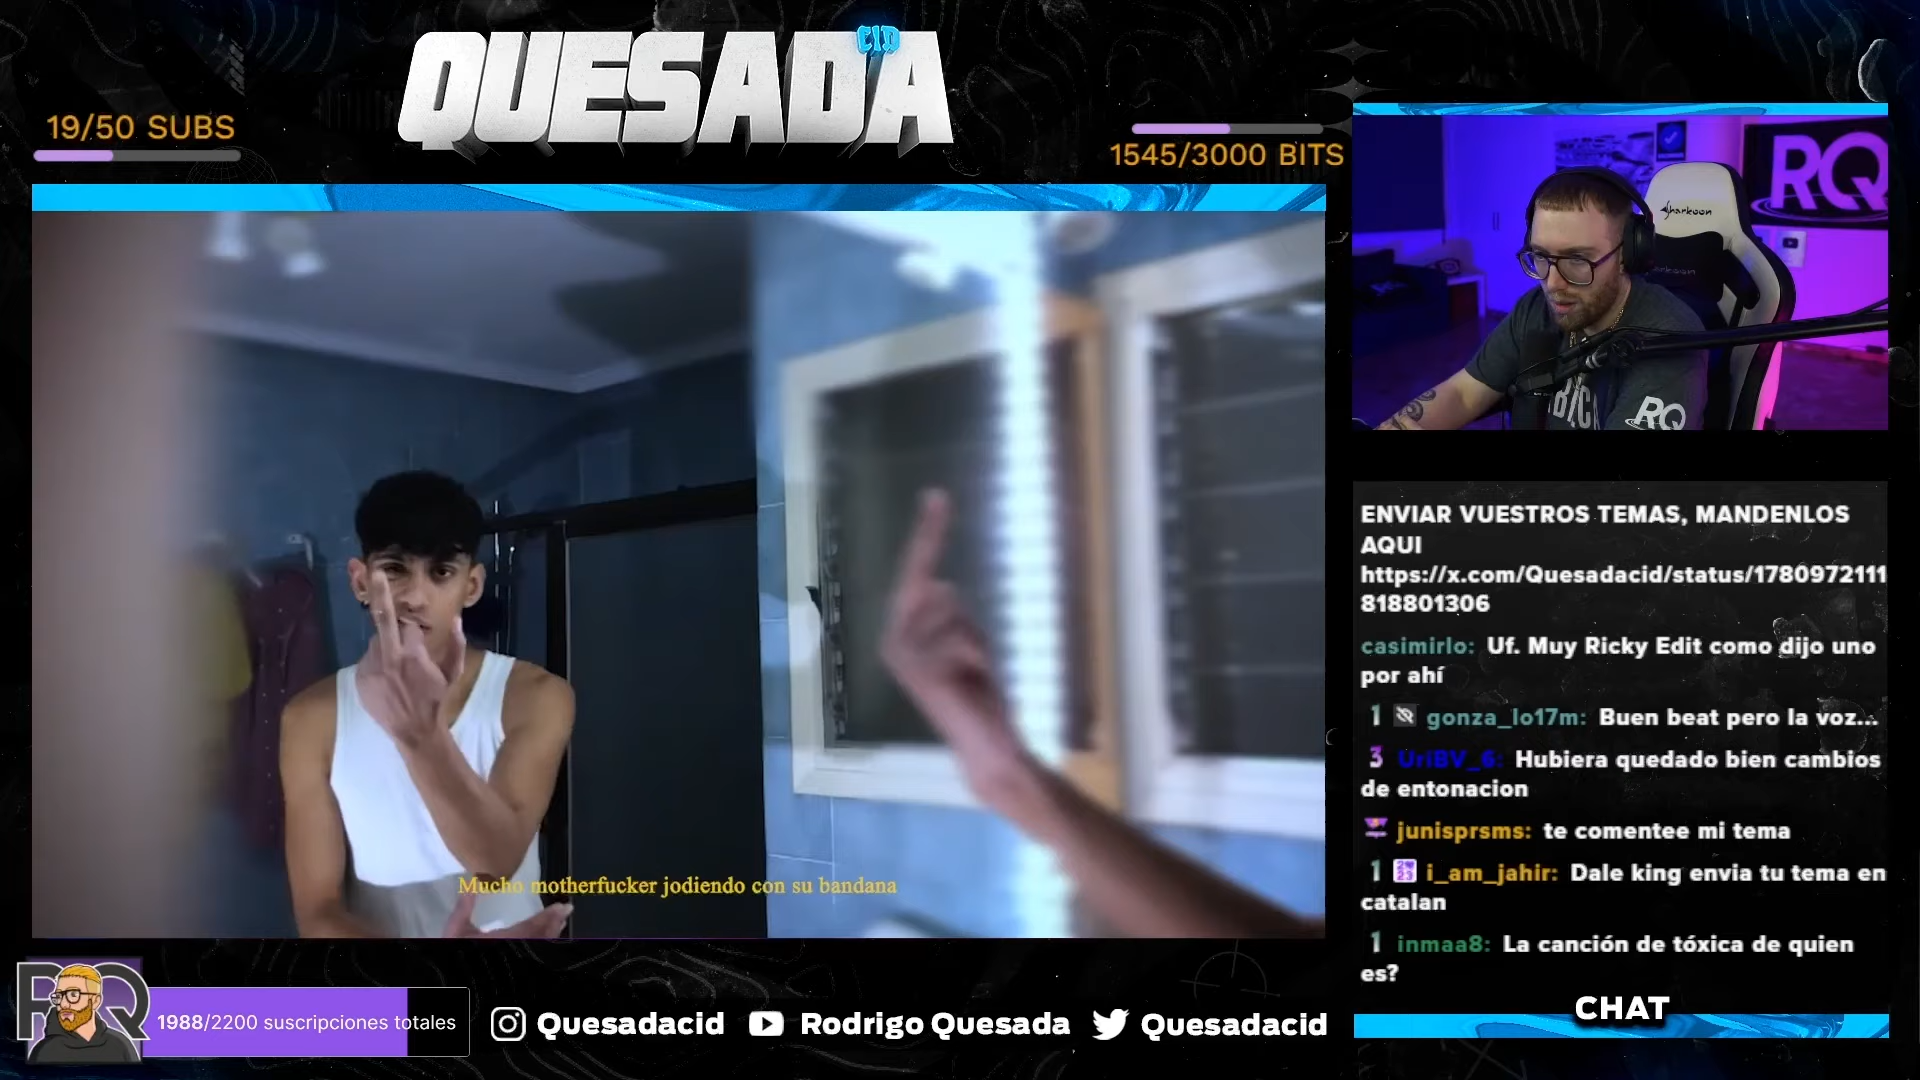 QUESADA
CID
19/50 SUBS
1545/3000 BITS
RQ
Sharkoon
RQ
Mucho motherfucker jodiendo con su bandana
ENVIAR VUESTROS TEMAS, MANDENLOS
AQUI
https://x.com/Quesadacid/status/1780972111
818801306
casimirlo: Uf. Muy Ricky Edit como dijo uno
por ahí
1 gonza_lo17m: Buen beat pero la voz...
3 UriBV_6: Hubiera quedado bien cambios
de entonacion
junisprsms: te comentee mi tema
1 i_am_jahir: Dale king envia tu tema en
catalan
1 inmaa8: La canción de tóxica de quien
es?
CHAT
RQ
1988/2200 suscripciones totales
Quesadacid
Rodrigo Quesada
Quesadacid